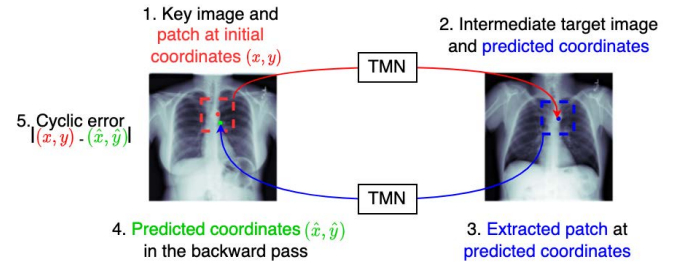 1. Key image and
patch at initial
coordinates (x, y)
TMN
2. Intermediate target image
and predicted coordinates
5. Cyclic error
|(x, y) - (x̂, ŷ)|
TMN
4. Predicted coordinates (x̂, ŷ)
in the backward pass
3. Extracted patch at
predicted coordinates